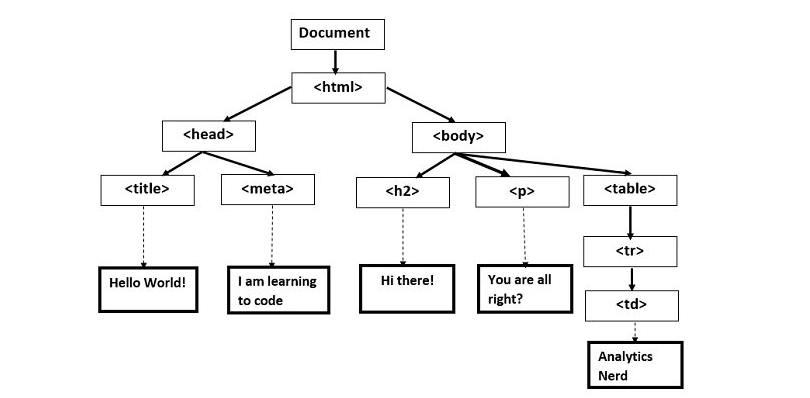 Document
<html>
<head>
<body>
<title>
<meta>
<h2>
<p>
<table>
<tr>
Hello World!
I am learning
to code
Hi there!
You are all
right?
<td>
Analytics
Nerd